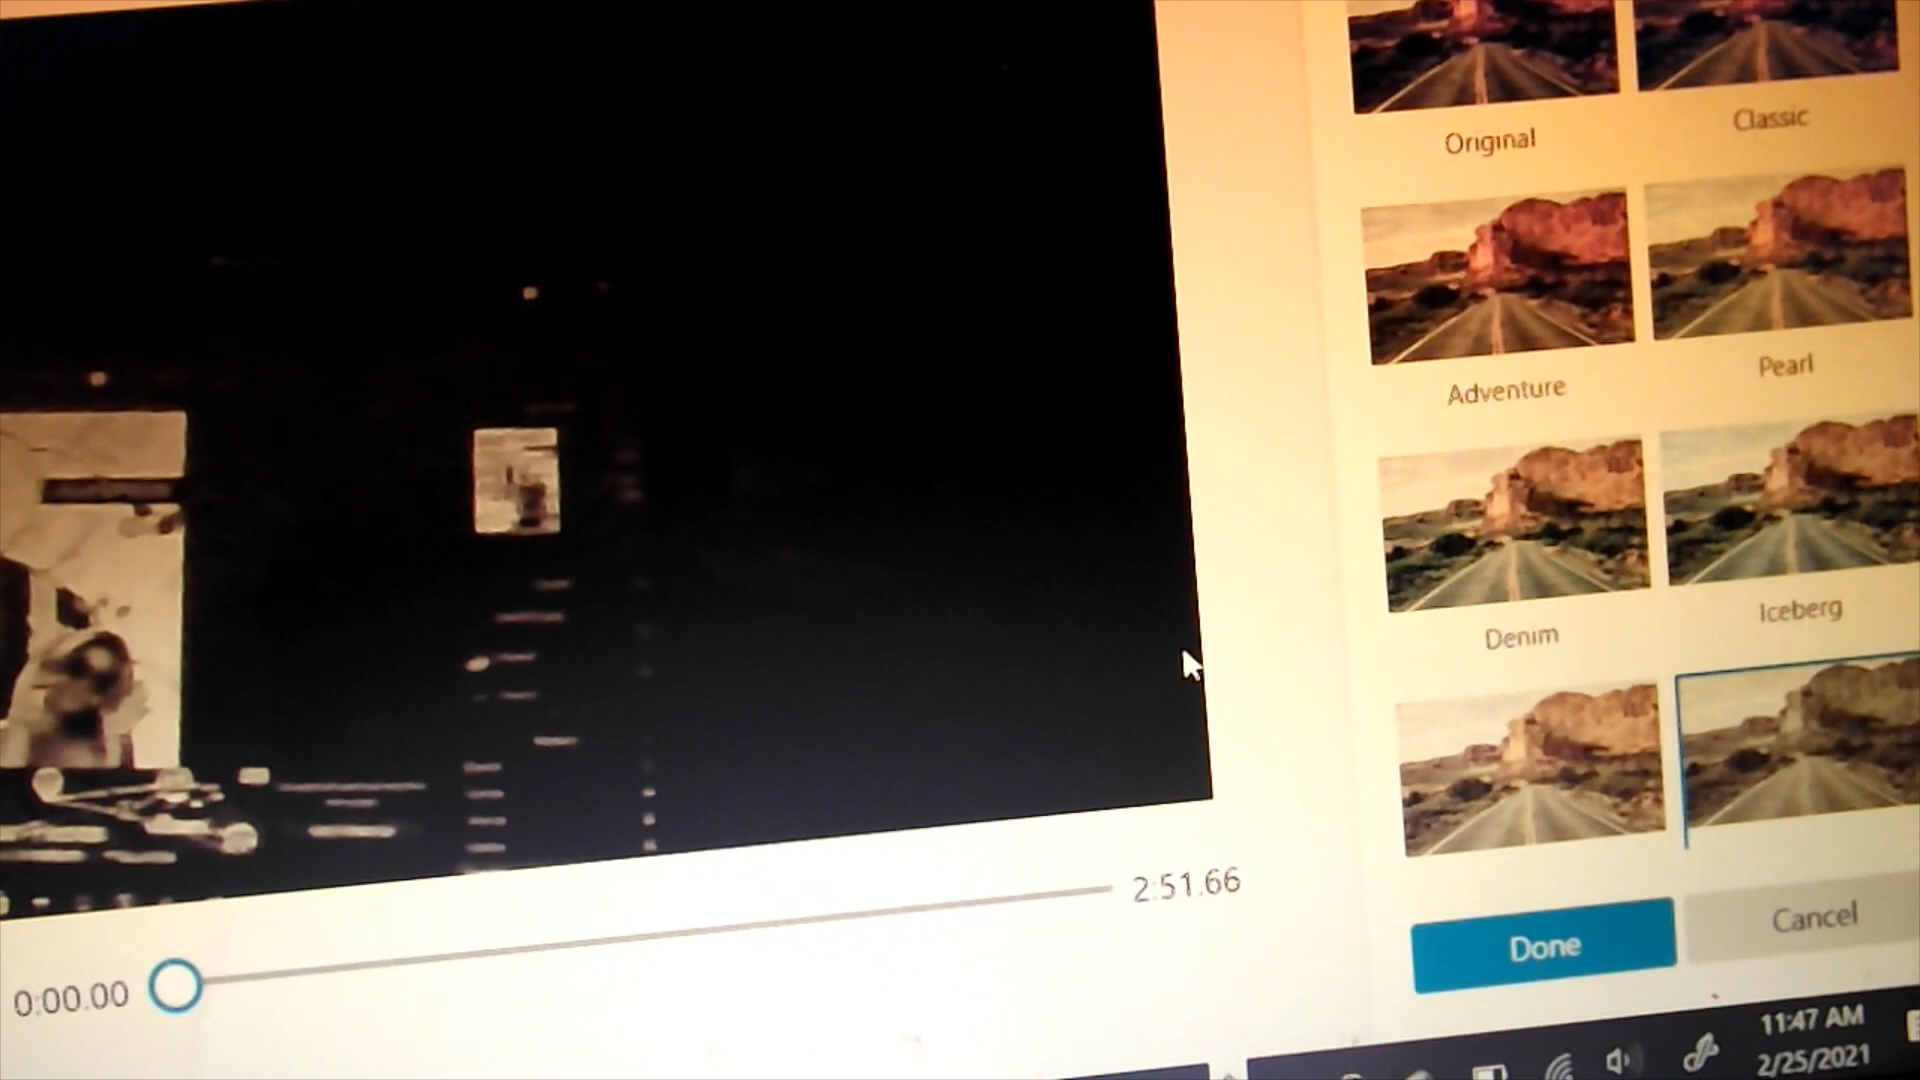 Original
Classic
Adventure
Pearl
Denim
Iceberg
2:51.66
0:00.00
Done
Cancel
11:47 AM
2/25/2021